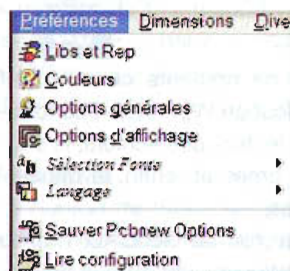 Préférences Dimensions Dive
Libs et Rep
Couleurs
Options générales
Options d'affichage
Sélection Fonte
Langage
Sauver Pcbnew Options
Lire configuration